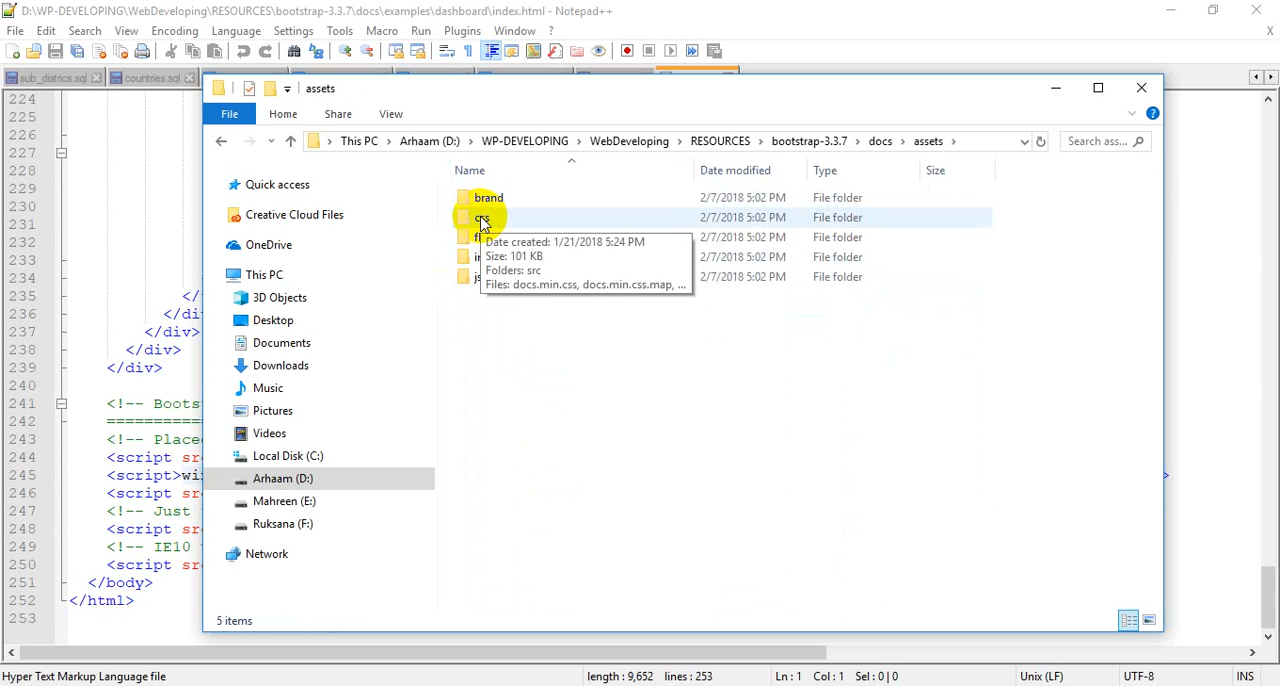 D:\WP-DEVELOPING\WebDeveloping\RESOURCES\bootstrap-3.3.7\docs\examples\dashboard\index.html - Notepad++
File Edit Search View Encoding Language Settings Tools Macro Run Plugins Window ? X
sub_districs.sql countries.sql
assets
File Home Share View
This PC > Arhaam (D:) > WP-DEVELOPING > WebDeveloping > RESOURCES > bootstrap-3.3.7 > docs > assets >
Search ass...
Name Date modified Type Size
brand 2/7/2018 5:02 PM File folder
css 2/7/2018 5:02 PM File folder
2/7/2018 5:02 PM File folder
2/7/2018 5:02 PM File folder
2/7/2018 5:02 PM File folder
Date created: 1/21/2018 5:24 PM
Size: 101 KB
Folders: src
Files: docs.min.css, docs.min.css.map, ...
Quick access
Creative Cloud Files
OneDrive
This PC
3D Objects
Desktop
Documents
Downloads
Music
Pictures
Videos
Local Disk (C:)
Arhaam (D:)
Mahreen (E:)
Ruksana (F:)
Network
5 items
224
225
226
227
228
229
230
231
232
233
234
235 </
236 </di
237 </div>
238 </div>
239 </div>
240
241 <!-- Boots
242 ==========
243 <!-- Place
244 <script sr
245 <script>wi
246 <script sr
247 <!-- Just
248 <script sr
249 <!-- IE10
250 <script sr
251 </body>
252 </html>
253
Hyper Text Markup Language file length : 9,652 lines : 253 Ln : 1 Col : 1 Sel : 0 | 0 Unix (LF) UTF-8 INS